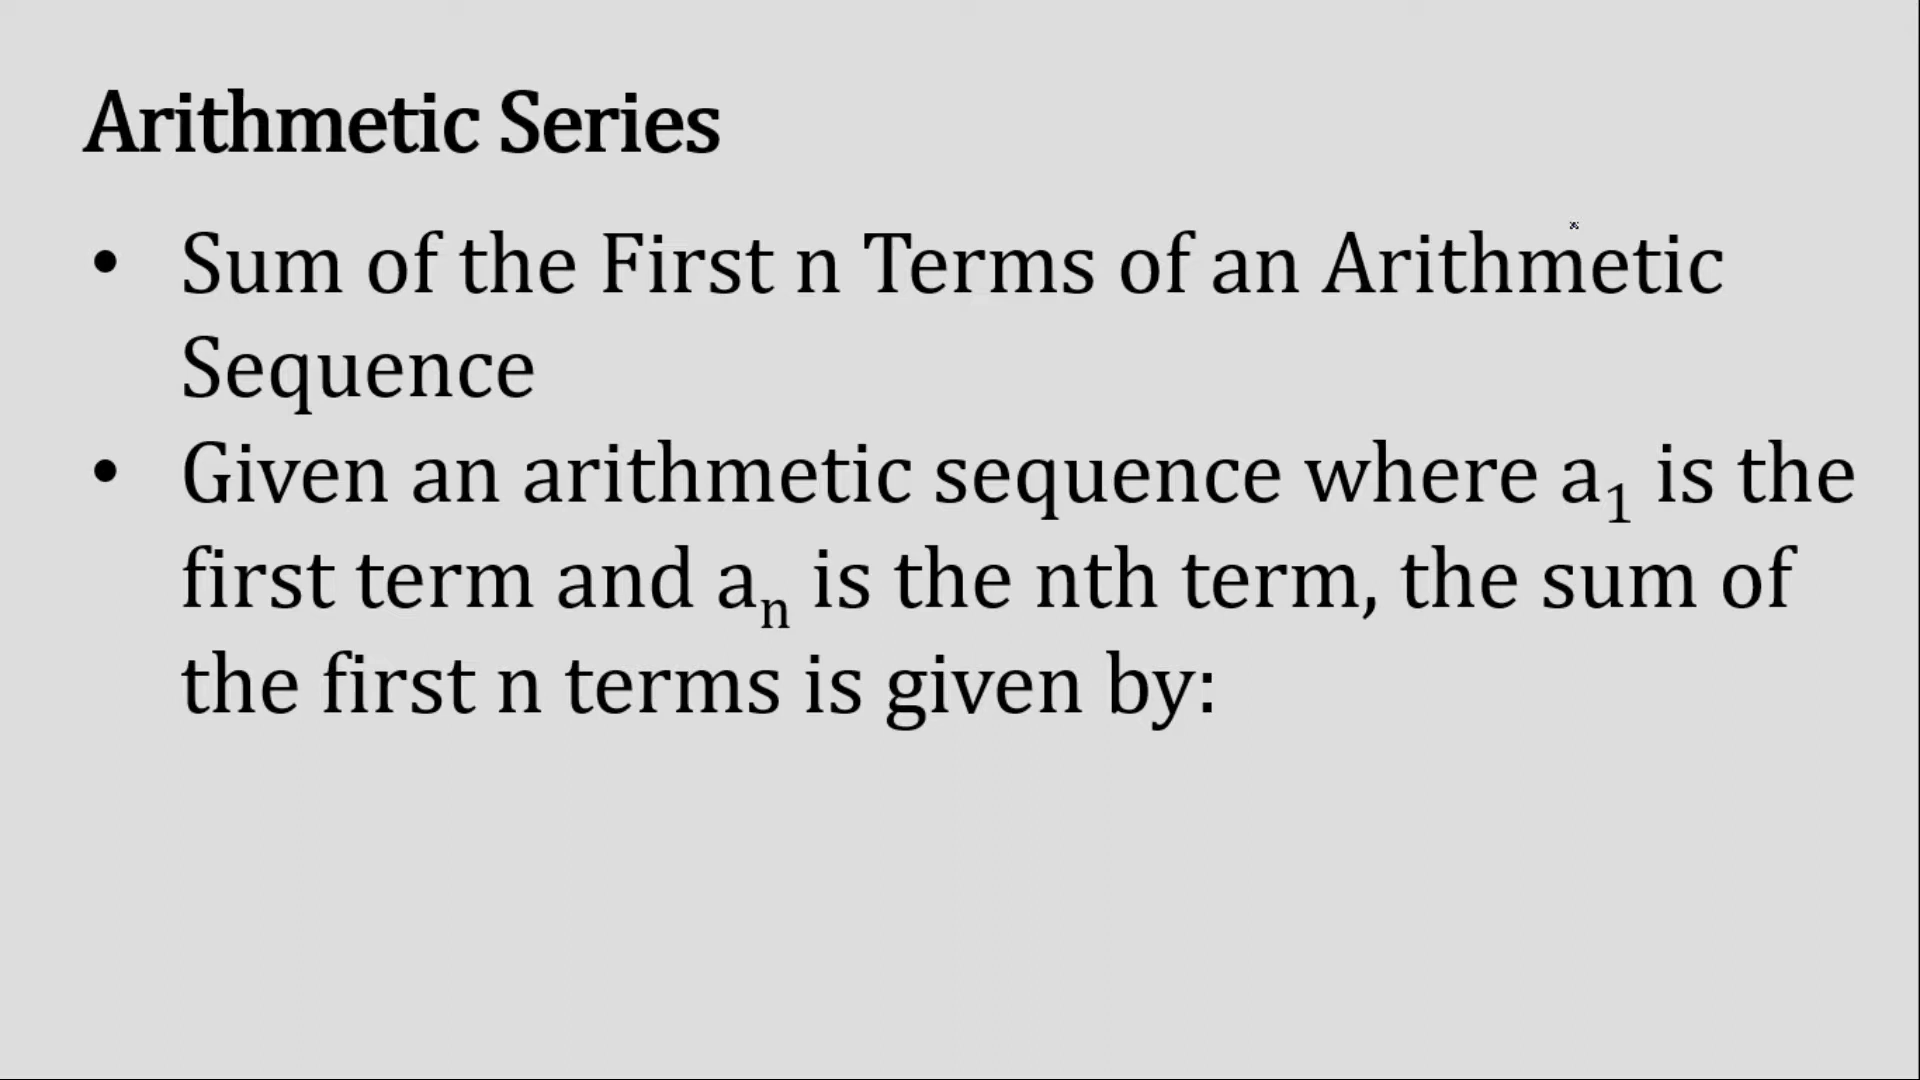 Arithmetic Series
• Sum of the First n Terms of an Arithmetic
Sequence
• Given an arithmetic sequence where a₁ is the
first term and aₙ is the nth term, the sum of
the first n terms is given by: